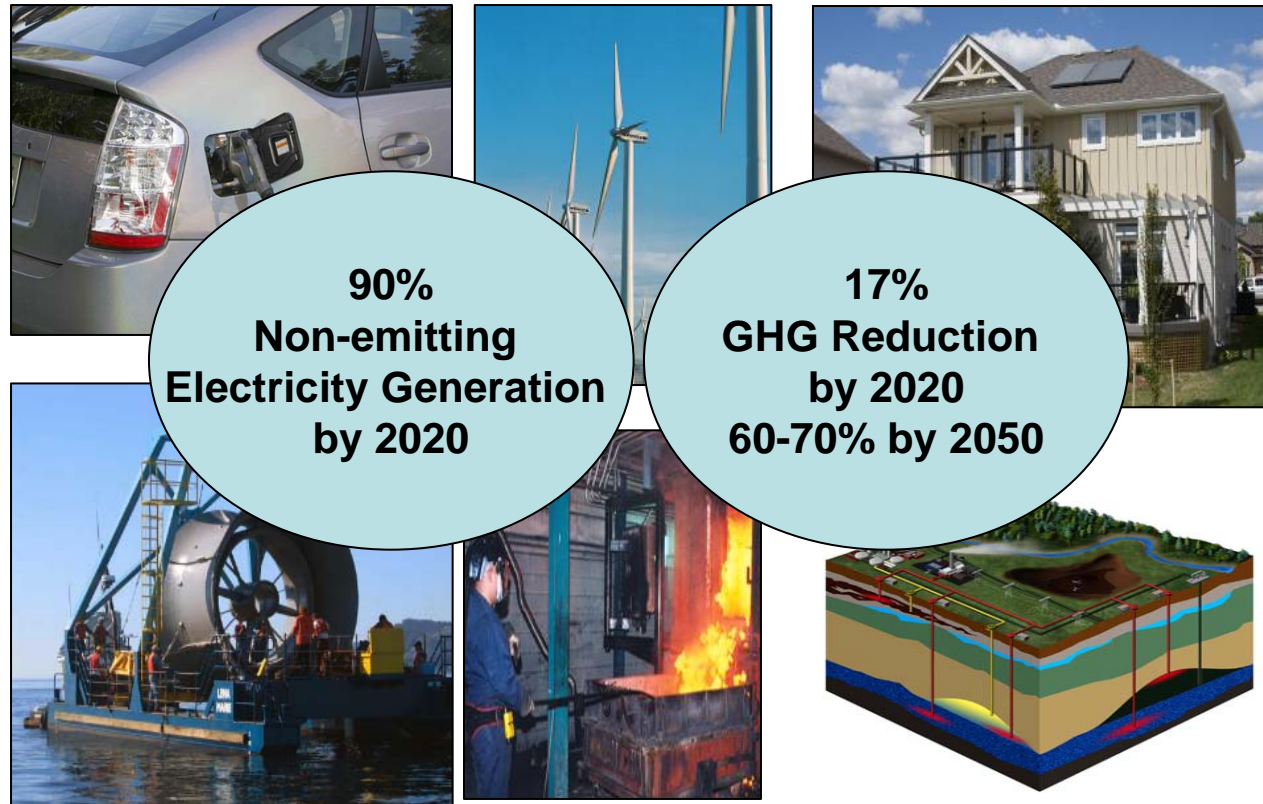 90%
Non-emitting
Electricity Generation
by 2020
17%
GHG Reduction
by 2020
60-70% by 2050